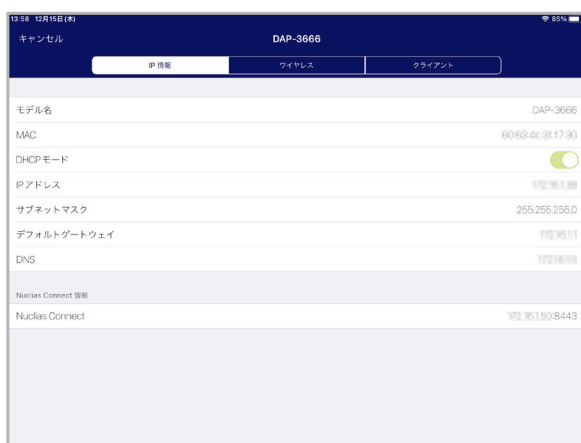 13:58 12月15日(木) 85%
キャンセル DAP-3666
IP 情報 ワイヤレス クライアント
モデル名 DAP-3666
MAC
DHCP モード
IPアドレス
サブネットマスク 255.255.255.0
デフォルトゲートウェイ
DNS
Nuclias Connect 情報
Nuclias Connect :8443